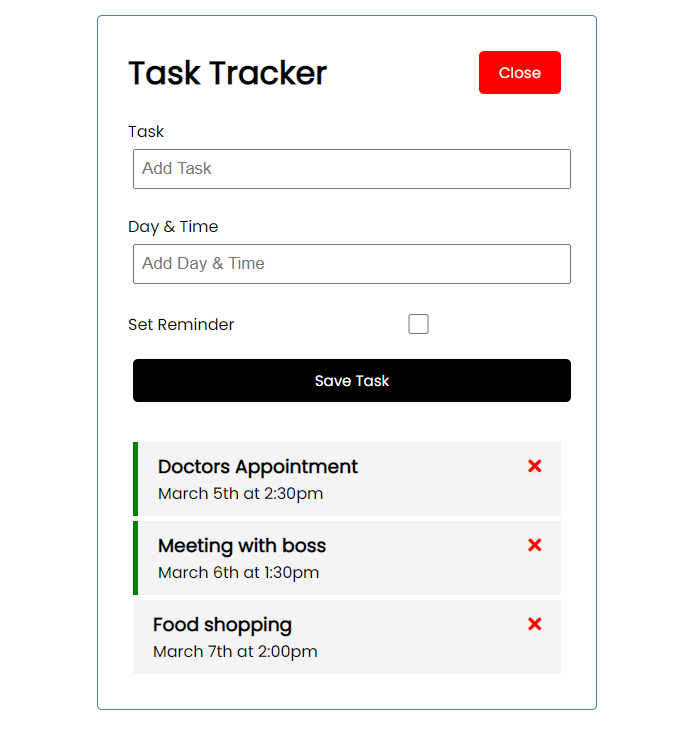 Task Tracker
Close
Task
Add Task
Day & Time
Add Day & Time
Set Reminder
Save Task
Doctors Appointment
March 5th at 2:30pm
Meeting with boss
March 6th at 1:30pm
Food shopping
March 7th at 2:00pm